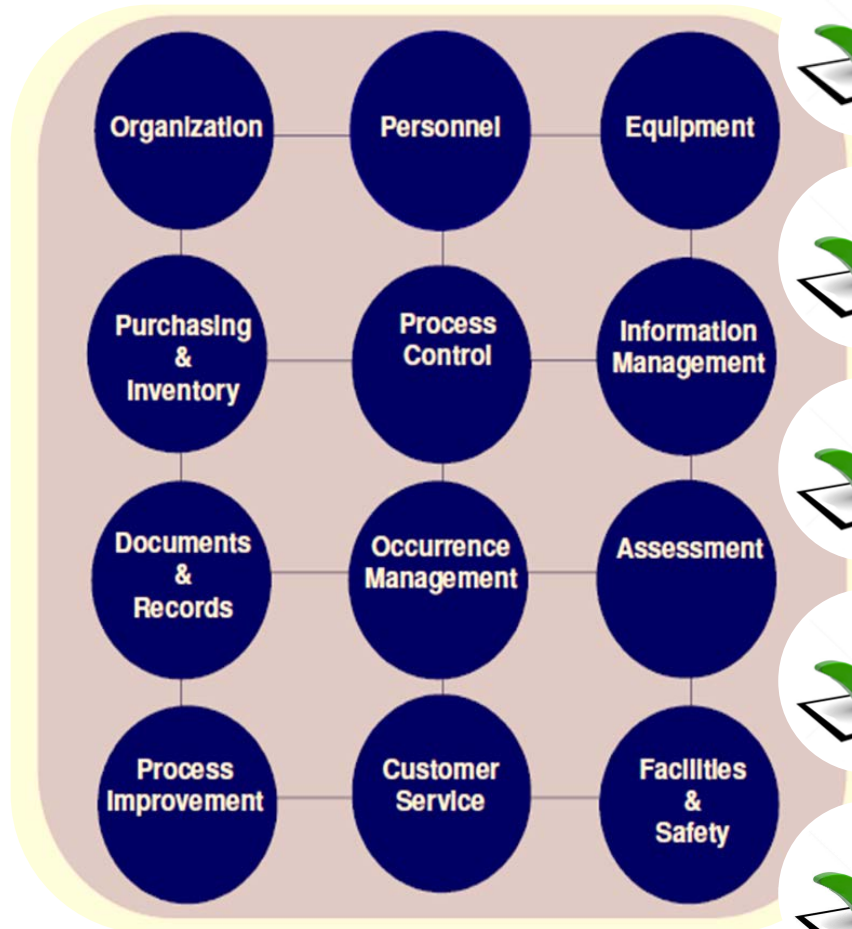 Organization
Personnel
Equipment
Purchasing
&
Inventory
Process
Control
Information
Management
Documents
&
Records
Occurrence
Management
Assessment
Process
Improvement
Customer
Service
Facilities
&
Safety